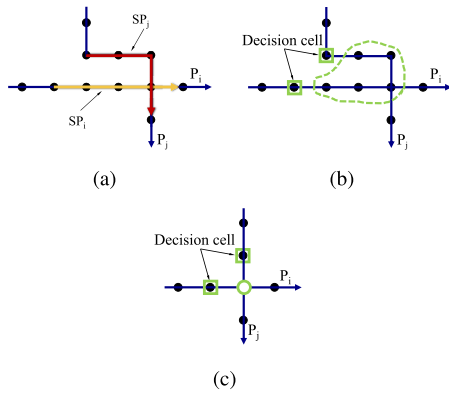 SPj
Pi
SPi
Pj
(a)
Decision cell
Pi
Pj
(b)
Decision cell
Pi
Pj
(c)